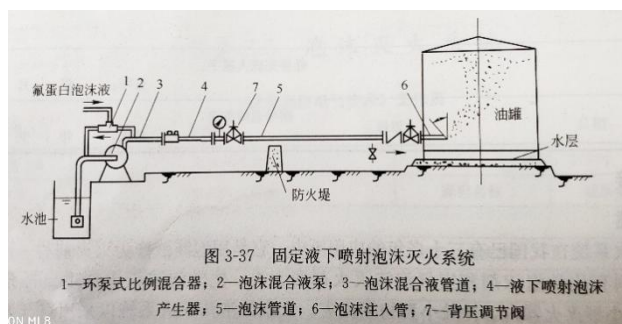 1 2 3 4 7 5 6
氟蛋白泡沫液
油罐
水层
防火堤
水池
图 3-37 固定液下喷射泡沫灭火系统
1—环泵式比例混合器；2—泡沫混合液泵；3—泡沫混合液管道；4—液下喷射泡沫
产生器；5—泡沫管道；6—泡沫注入管；7--背压调节阀
ON MLB